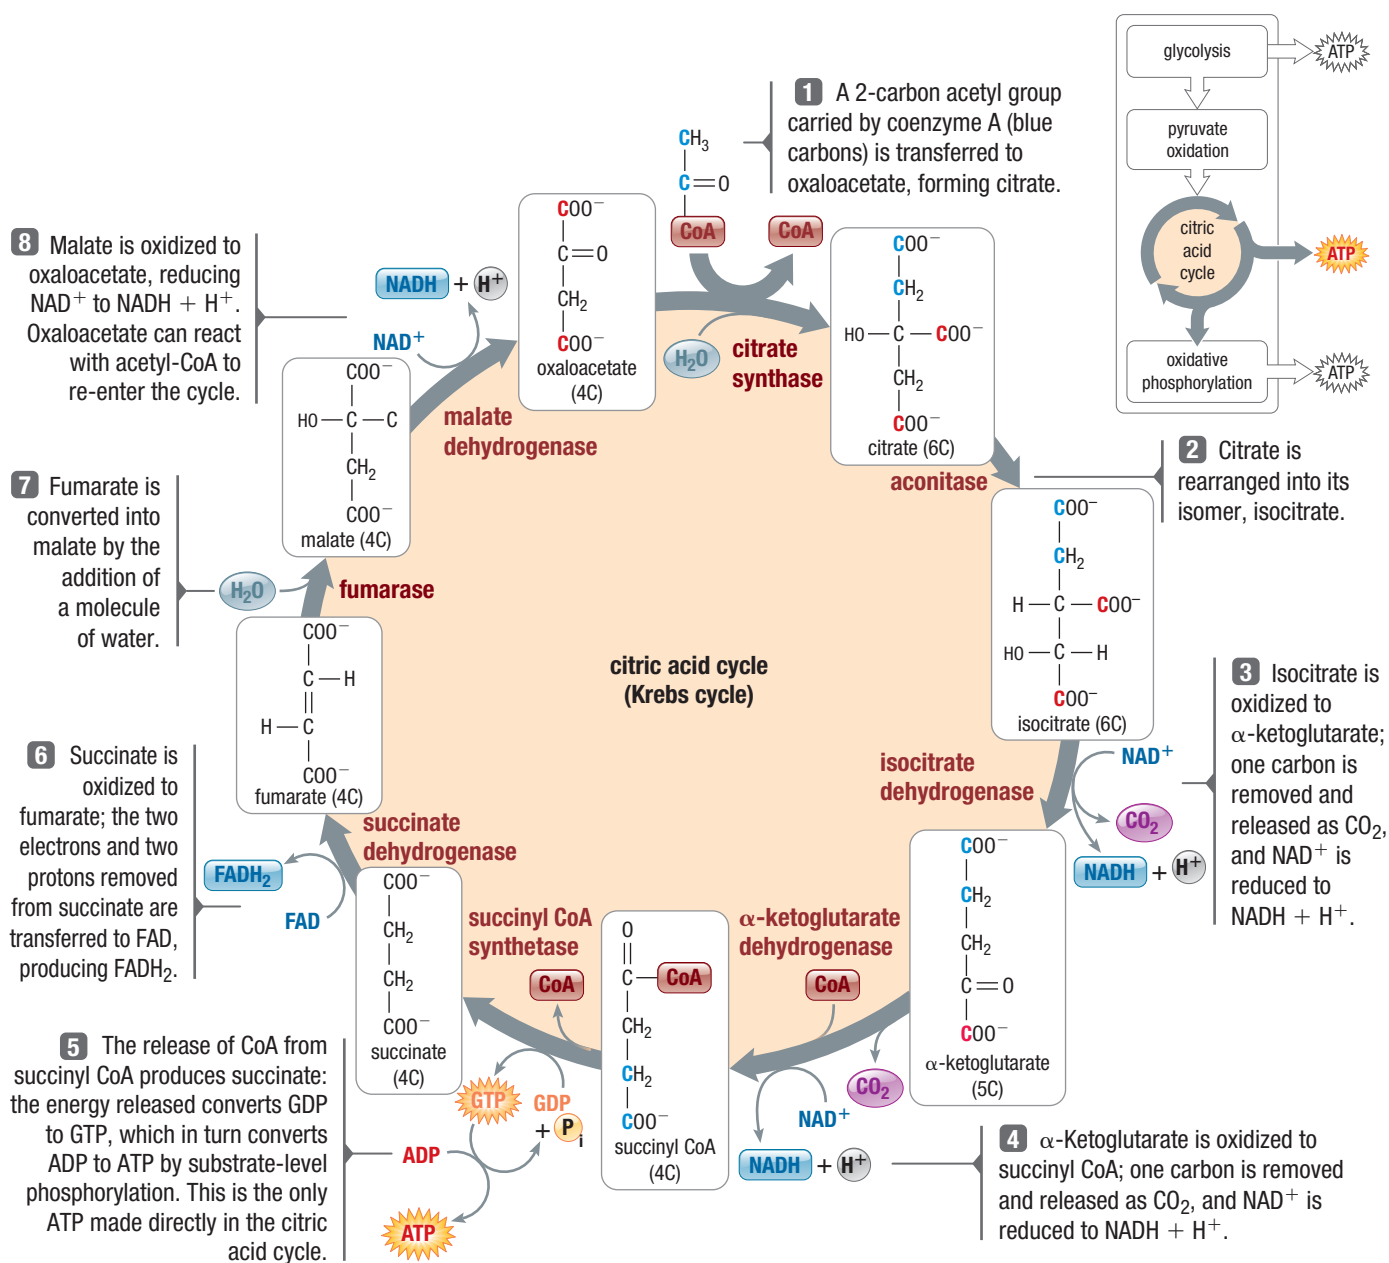 glycolysis
ATP
pyruvate
oxidation
citric
acid
cycle
ATP
oxidative
phosphorylation
ATP
1 A 2-carbon acetyl group
carried by coenzyme A (blue
carbons) is transferred to
oxaloacetate, forming citrate.
CH₃
C=O
CoA
CoA
COO⁻
C=O
CH₂
COO⁻
oxaloacetate
(4C)
H₂O
citrate
synthase
COO⁻
CH₂
HO—C—COO⁻
CH₂
COO⁻
citrate (6C)
aconitase
2 Citrate is
rearranged into its
isomer, isocitrate.
COO⁻
CH₂
H—C—COO⁻
HO—C—H
COO⁻
isocitrate (6C)
3 Isocitrate is
oxidized to
α-ketoglutarate;
one carbon is
removed and
released as CO₂,
and NAD⁺ is
reduced to
NADH + H⁺.
isocitrate
dehydrogenase
NAD⁺
CO₂
NADH + H⁺
COO⁻
CH₂
CH₂
C=O
COO⁻
α-ketoglutarate
(5C)
α-ketoglutarate
dehydrogenase
CoA
CO₂
NAD⁺
NADH + H⁺
4 α-Ketoglutarate is oxidized to
succinyl CoA; one carbon is removed
and released as CO₂, and NAD⁺ is
reduced to NADH + H⁺.
O
C—CoA
CH₂
CH₂
COO⁻
succinyl CoA
(4C)
succinyl CoA
synthetase
CoA
GTP
GDP
+ Pi
ADP
ATP
5 The release of CoA from
succinyl CoA produces succinate:
the energy released converts GDP
to GTP, which in turn converts
ADP to ATP by substrate-level
phosphorylation. This is the only
ATP made directly in the citric
acid cycle.
COO⁻
CH₂
CH₂
COO⁻
succinate
(4C)
succinate
dehydrogenase
FADH₂
FAD
6 Succinate is
oxidized to
fumarate; the two
electrons and two
protons removed
from succinate are
transferred to FAD,
producing FADH₂.
COO⁻
C—H
H—C
COO⁻
fumarate (4C)
fumarase
H₂O
7 Fumarate is
converted into
malate by the
addition of
a molecule
of water.
COO⁻
HO—C—C
CH₂
COO⁻
malate (4C)
malate
dehydrogenase
NAD⁺
NADH + H⁺
8 Malate is oxidized to
oxaloacetate, reducing
NAD⁺ to NADH + H⁺.
Oxaloacetate can react
with acetyl-CoA to
re-enter the cycle.
citric acid cycle
(Krebs cycle)